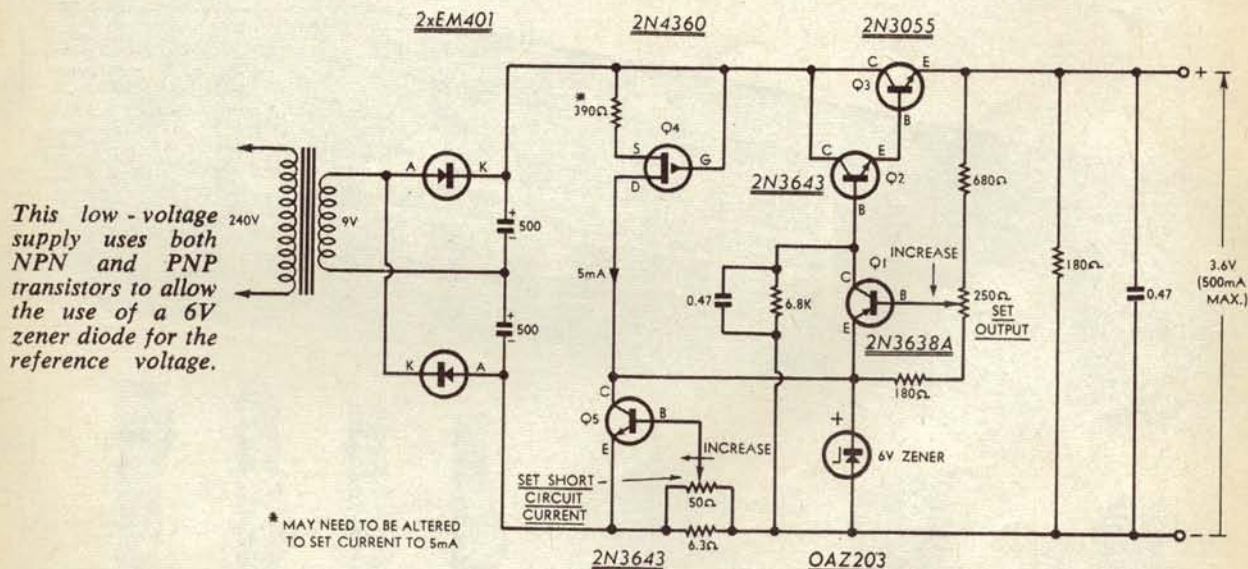 2xEM401
2N4360
2N3055
This low - voltage
supply uses both
NPN and PNP
transistors to allow
the use of a 6V
zener diode for the
reference voltage.
240V
9V
A
K
+
500
-
+
500
-
K
A
*
390Ω
Q4
S
G
D
5mA
C
E
Q3
B
C
E
Q2
2N3643
B
680Ω
INCREASE
C
Q1
B
E
2N3638A
250Ω
SET
OUTPUT
0.47
6.8K
180Ω
180Ω
0.47
+
3.6V
(500mA
MAX.)
-
C
Q5
B
E
INCREASE
SET SHORT-
CIRCUIT
CURRENT
50Ω
6.3Ω
+
6V ZENER
* MAY NEED TO BE ALTERED
TO SET CURRENT TO 5mA
2N3643
OAZ203